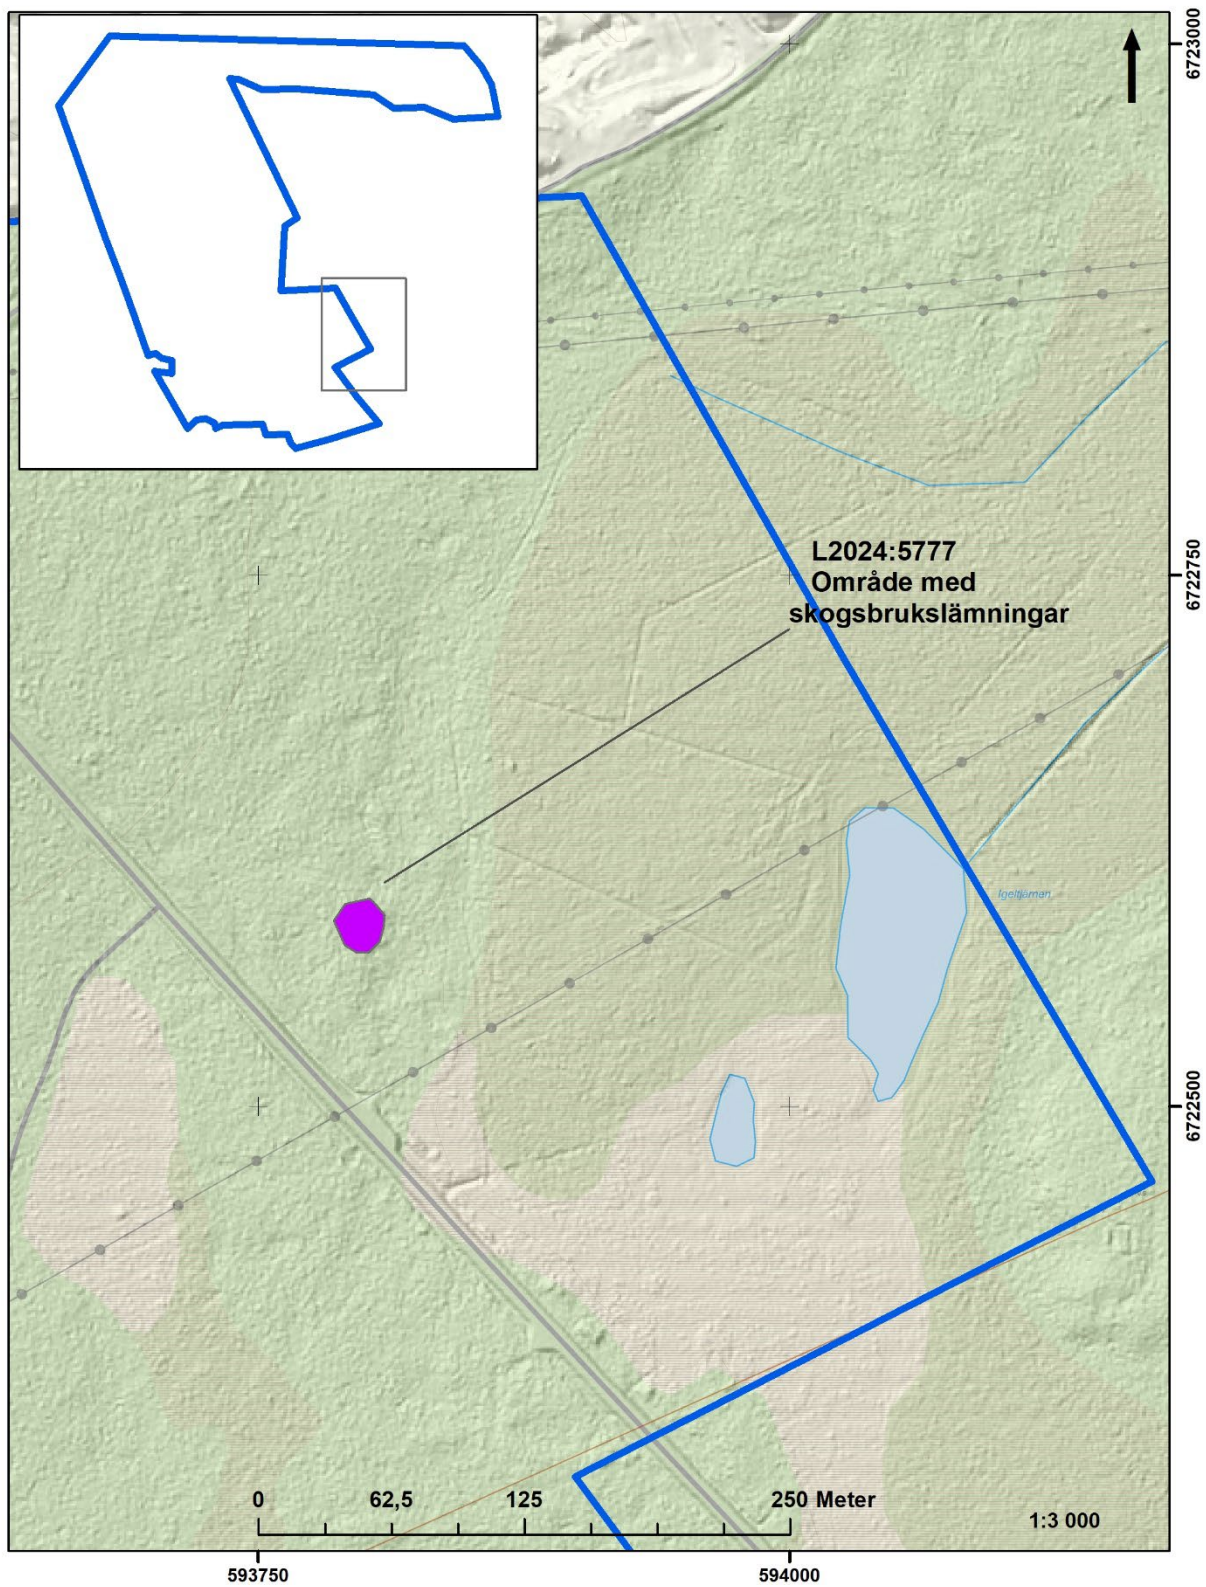 6723000
L2024:5777
Område med
skogsbrukslämningar
6722750
Igeltjärnan
6722500
0 62,5 125 250 Meter
1:3 000
593750 594000